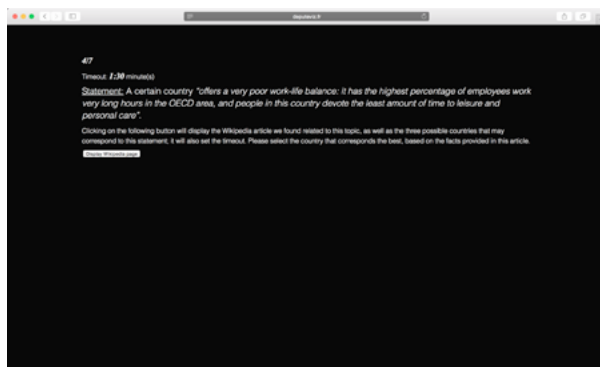 4/7
Timeout: 1:30 minute(s)
Statement: A certain country "offers a very poor work-life balance: it has the highest percentage of employees work
very long hours in the OECD area, and people in this country devote the least amount of time to leisure and
personal care".
Clicking on the following button will display the Wikipedia article we found related to this topic, as well as the three possible countries that may
correspond to this statement; it will also set the timeout. Please select the country that corresponds the best, based on the facts provided in this article.
Display Wikipedia page